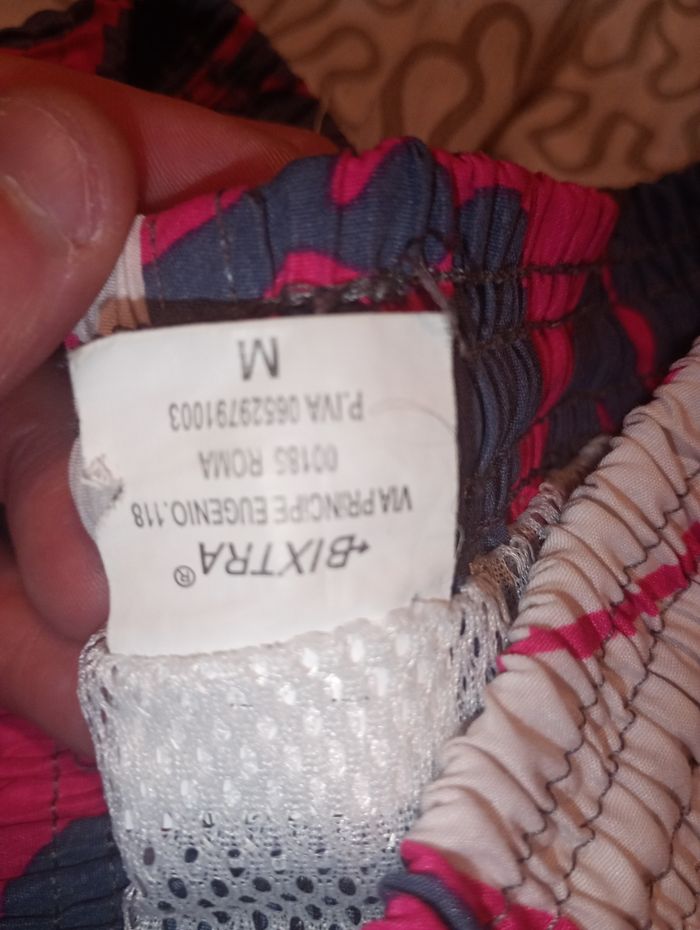 +BIXTRA®
VIA PRINCIPE EUGENIO.118
00185 ROMA
P.IVA 06529791003
M